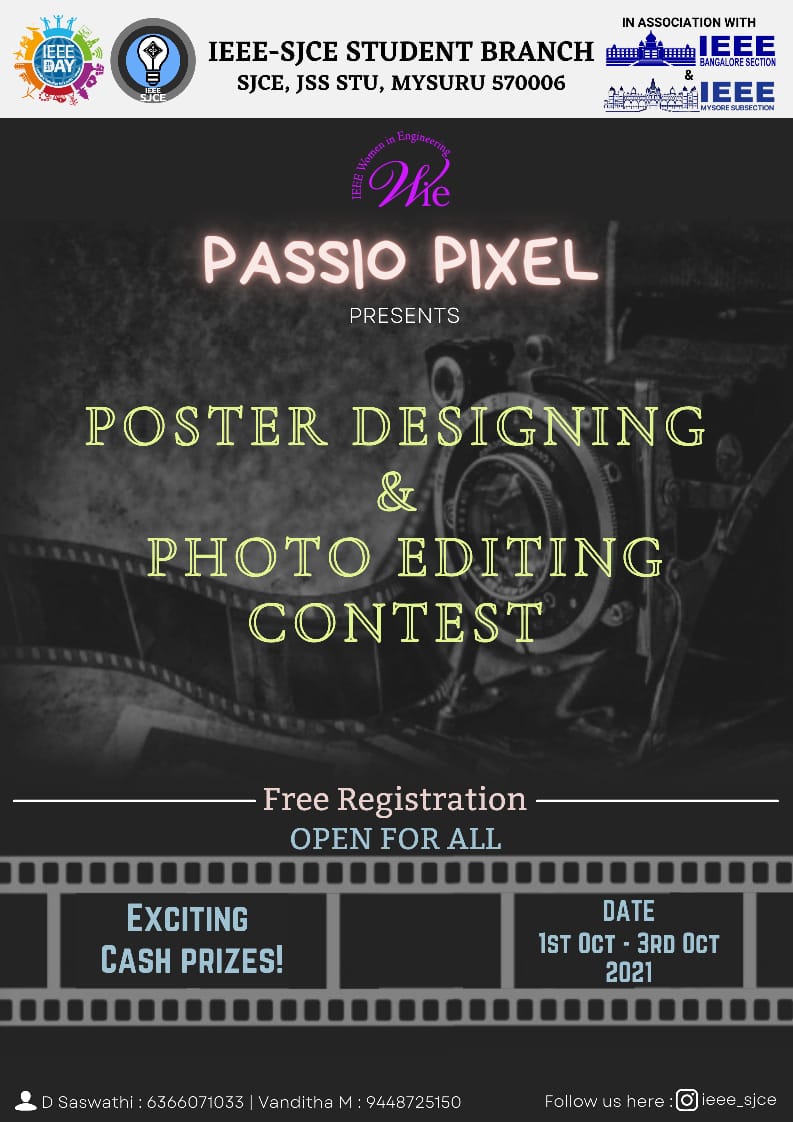 IEEE
DAY
IEEE
SJCE
IEEE-SJCE STUDENT BRANCH
SJCE, JSS STU, MYSURU 570006
IN ASSOCIATION WITH
IEEE
BANGALORE SECTION
&
IEEE
MYSORE SUBSECTION
IEEE Women in Engineering
Wie
PASSIO PIXEL
PRESENTS
POSTER DESIGNING
&
PHOTO EDITING
CONTEST
Free Registration
OPEN FOR ALL
EXCITING
CASH PRIZES!
DATE
1ST OCT - 3RD OCT
2021
D Saswathi : 6366071033 | Vanditha M : 9448725150
Follow us here : ieee_sjce